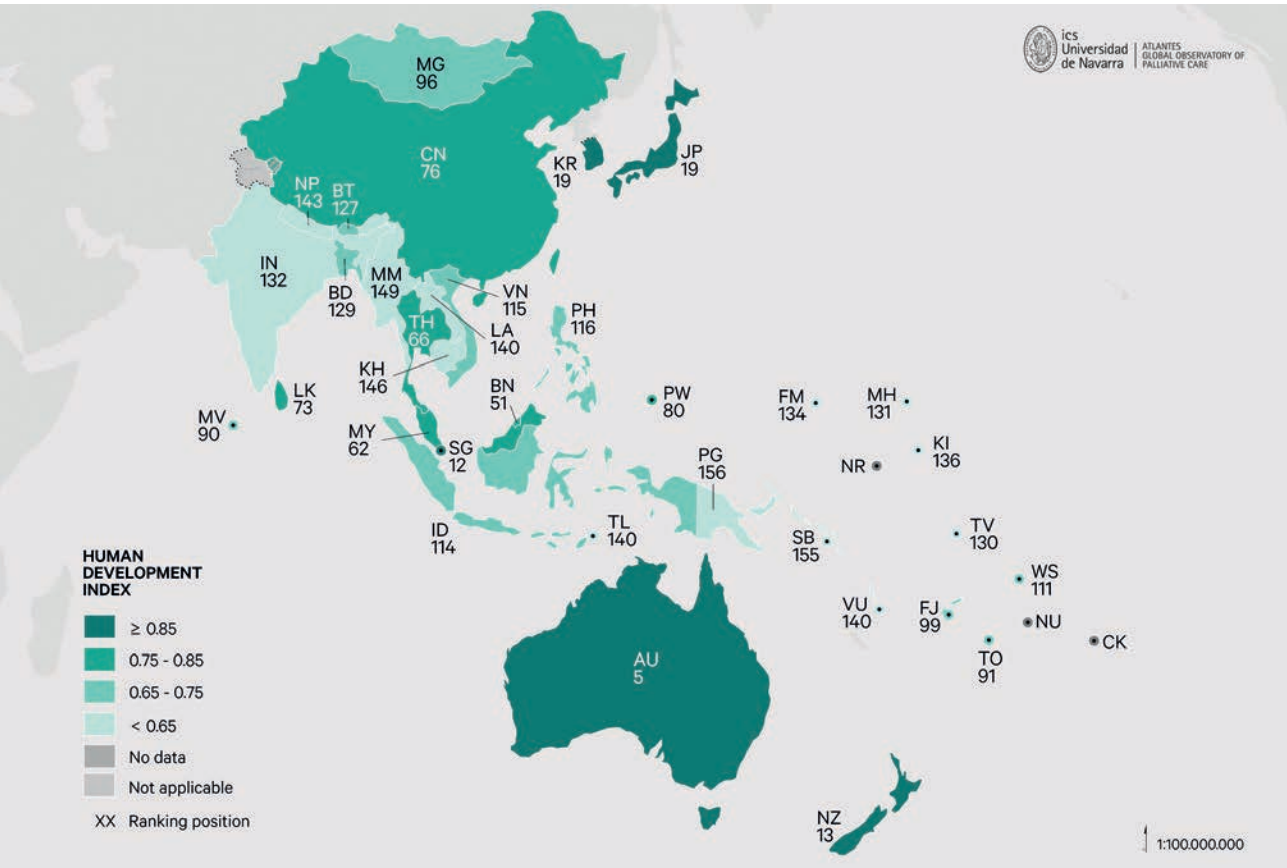 ics
Universidad
de Navarra
ATLANTES
GLOBAL OBSERVATORY OF
PALLIATIVE CARE
MG
96
CN
76
KR
19
JP
19
NP
143
BT
127
IN
132
BD
129
MM
149
VN
115
LA
140
TH
66
KH
146
PH
116
LK
73
MV
90
MY
62
SG
12
BN
51
PW
80
FM
134
MH
131
KI
136
NR
PG
156
ID
114
TL
140
SB
155
TV
130
WS
111
VU
140
FJ
99
NU
CK
TO
91
AU
5
NZ
13
HUMAN
DEVELOPMENT
INDEX
≥ 0.85
0.75 - 0.85
0.65 - 0.75
< 0.65
No data
Not applicable
XX Ranking position
1:100.000.000